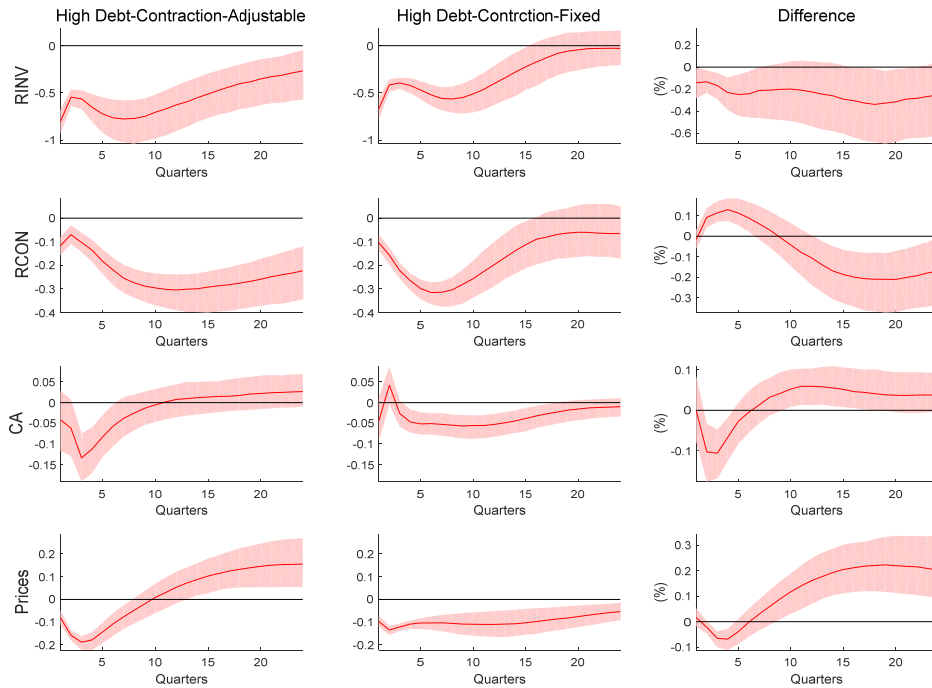 High Debt-Contraction-Adjustable
High Debt-Contrction-Fixed
Difference
RINV
0
-0.5
-1
5 10 15 20
Quarters
0
-0.5
-1
5 10 15 20
Quarters
(%)
0.2
0
-0.2
-0.4
-0.6
5 10 15 20
Quarters
RCON
0
-0.1
-0.2
-0.3
-0.4
5 10 15 20
Quarters
0
-0.1
-0.2
-0.3
-0.4
5 10 15 20
Quarters
(%)
0.1
0
-0.1
-0.2
-0.3
5 10 15 20
Quarters
CA
0.05
0
-0.05
-0.1
-0.15
5 10 15 20
Quarters
0.05
0
-0.05
-0.1
-0.15
5 10 15 20
Quarters
(%)
0.1
0
-0.1
5 10 15 20
Quarters
Prices
0.2
0.1
0
-0.1
-0.2
5 10 15 20
Quarters
0.2
0.1
0
-0.1
-0.2
5 10 15 20
Quarters
(%)
0.3
0.2
0.1
0
-0.1
5 10 15 20
Quarters